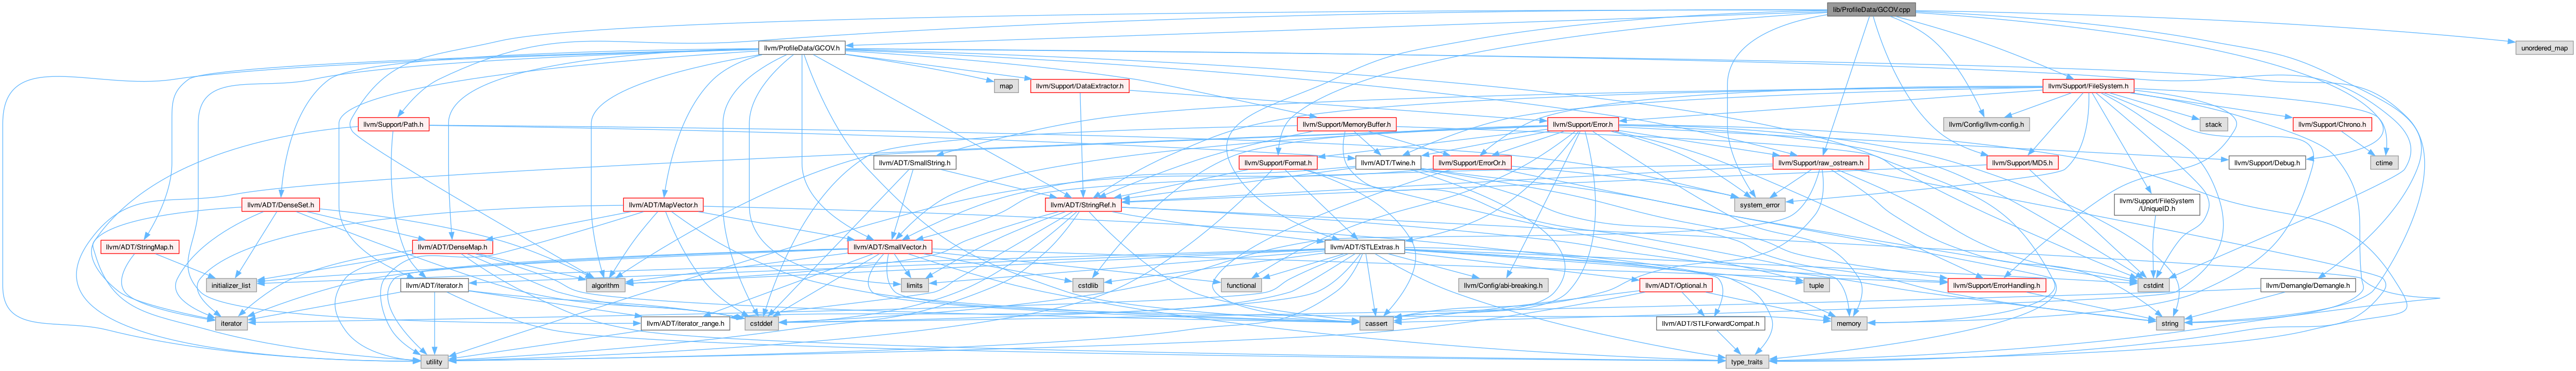 lib/ProfileData/GCOV.cpp
llvm/ProfileData/GCOV.h
unordered_map
map
llvm/Support/DataExtractor.h
llvm/Support/FileSystem.h
llvm/Support/Path.h
llvm/Support/MemoryBuffer.h
llvm/Support/Error.h
llvm/Config/llvm-config.h
stack
llvm/Support/Chrono.h
llvm/ADT/SmallString.h
llvm/Support/Format.h
llvm/ADT/Twine.h
llvm/Support/ErrorOr.h
llvm/Support/raw_ostream.h
llvm/Support/MD5.h
llvm/Support/Debug.h
ctime
llvm/ADT/DenseSet.h
llvm/ADT/MapVector.h
llvm/ADT/StringRef.h
system_error
llvm/Support/FileSystem
/UniqueID.h
llvm/ADT/StringMap.h
llvm/ADT/DenseMap.h
llvm/ADT/SmallVector.h
llvm/ADT/STLExtras.h
initializer_list
llvm/ADT/iterator.h
algorithm
limits
cstdlib
functional
llvm/Config/abi-breaking.h
llvm/ADT/Optional.h
tuple
llvm/Support/ErrorHandling.h
cstdint
llvm/Demangle/Demangle.h
iterator
llvm/ADT/iterator_range.h
cstddef
cassert
llvm/ADT/STLForwardCompat.h
memory
string
utility
type_traits